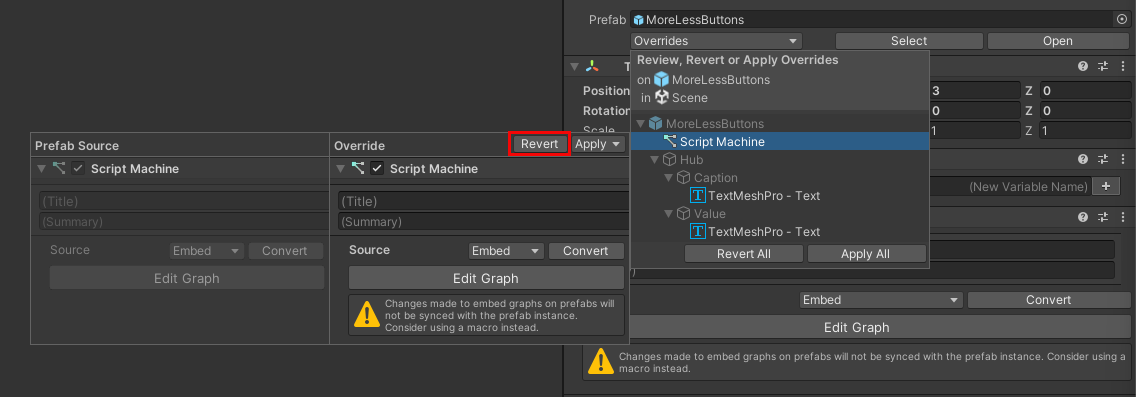 Prefab MoreLessButtons
Overrides Select Open
Review, Revert or Apply Overrides
on MoreLessButtons
in Scene
T
Position 3 Z 0
Rotation 0 Z 0
Scale 1 Z 1
MoreLessButtons
Script Machine
Hub
Caption
TextMeshPro - Text
Value
TextMeshPro - Text
Revert All Apply All
(New Variable Name) +
Prefab Source
Script Machine
(Title)
(Summary)
Source Embed Convert
Edit Graph
Override Revert Apply
Script Machine
(Title)
(Summary)
Source Embed Convert
Edit Graph
Changes made to embed graphs on prefabs will
not be synced with the prefab instance.
Consider using a macro instead.
Embed Convert
Edit Graph
Changes made to embed graphs on prefabs will not be synced with the prefab instance. Consider using a
macro instead.